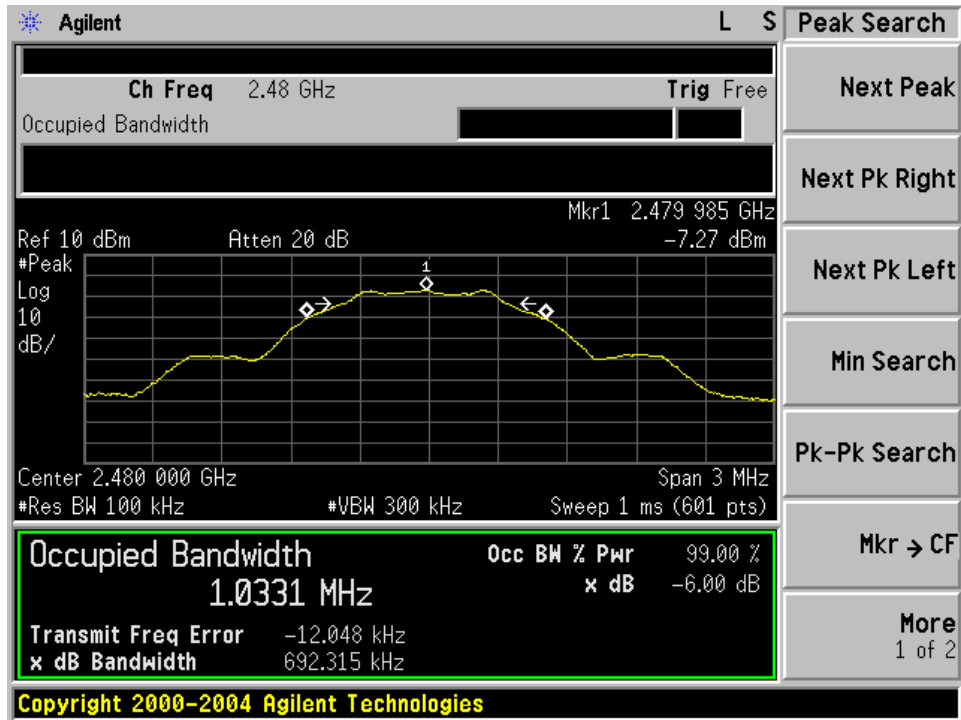 Agilent L S Peak Search
Ch Freq 2.48 GHz Trig Free
Occupied Bandwidth
Mkr1 2.479 985 GHz
Ref 10 dBm Atten 20 dB -7.27 dBm
#Peak
Log
10
dB/
1
Center 2.480 000 GHz Span 3 MHz
#Res BW 100 kHz #VBW 300 kHz Sweep 1 ms (601 pts)
Occupied Bandwidth
1.0331 MHz
Occ BW % Pwr 99.00 %
x dB -6.00 dB
Transmit Freq Error -12.048 kHz
x dB Bandwidth 692.315 kHz
Copyright 2000-2004 Agilent Technologies
Next Peak
Next Pk Right
Next Pk Left
Min Search
Pk-Pk Search
Mkr → CF
More
1 of 2